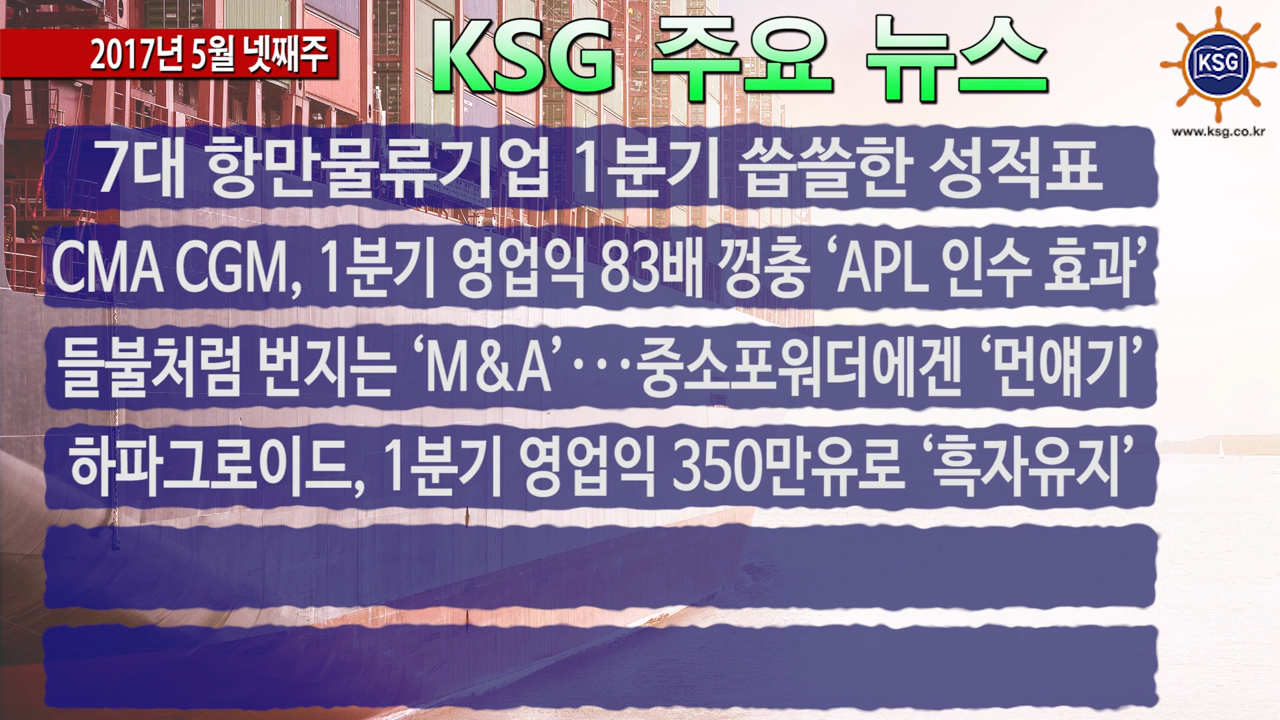 2017년 5월 넷째주
KSG 주요 뉴스
KSG
www.ksg.co.kr
7대 항만물류기업 1분기 씁쓸한 성적표
CMA CGM, 1분기 영업익 83배 껑충 ‘APL 인수 효과’
들불처럼 번지는 ‘M&A’···중소포워더에겐 ‘먼얘기’
하파그로이드, 1분기 영업익 350만유로 ‘흑자유지’